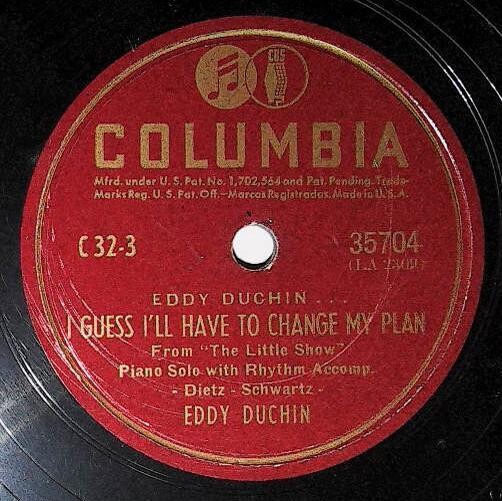 CBS
COLUMBIA
Mfrd. under U.S. Pat. No. 1,702,564 and Pat. Pending. Trade-
Marks Reg. U.S. Pat. Off.—Marcas Registradas. Made in U.S.A.
C 32-3
35704
EDDY DUCHIN . . .
I GUESS I'LL HAVE TO CHANGE MY PLAN
From "The Little Show"
Piano Solo with Rhythm Accomp.
- Dietz - Schwartz -
EDDY DUCHIN